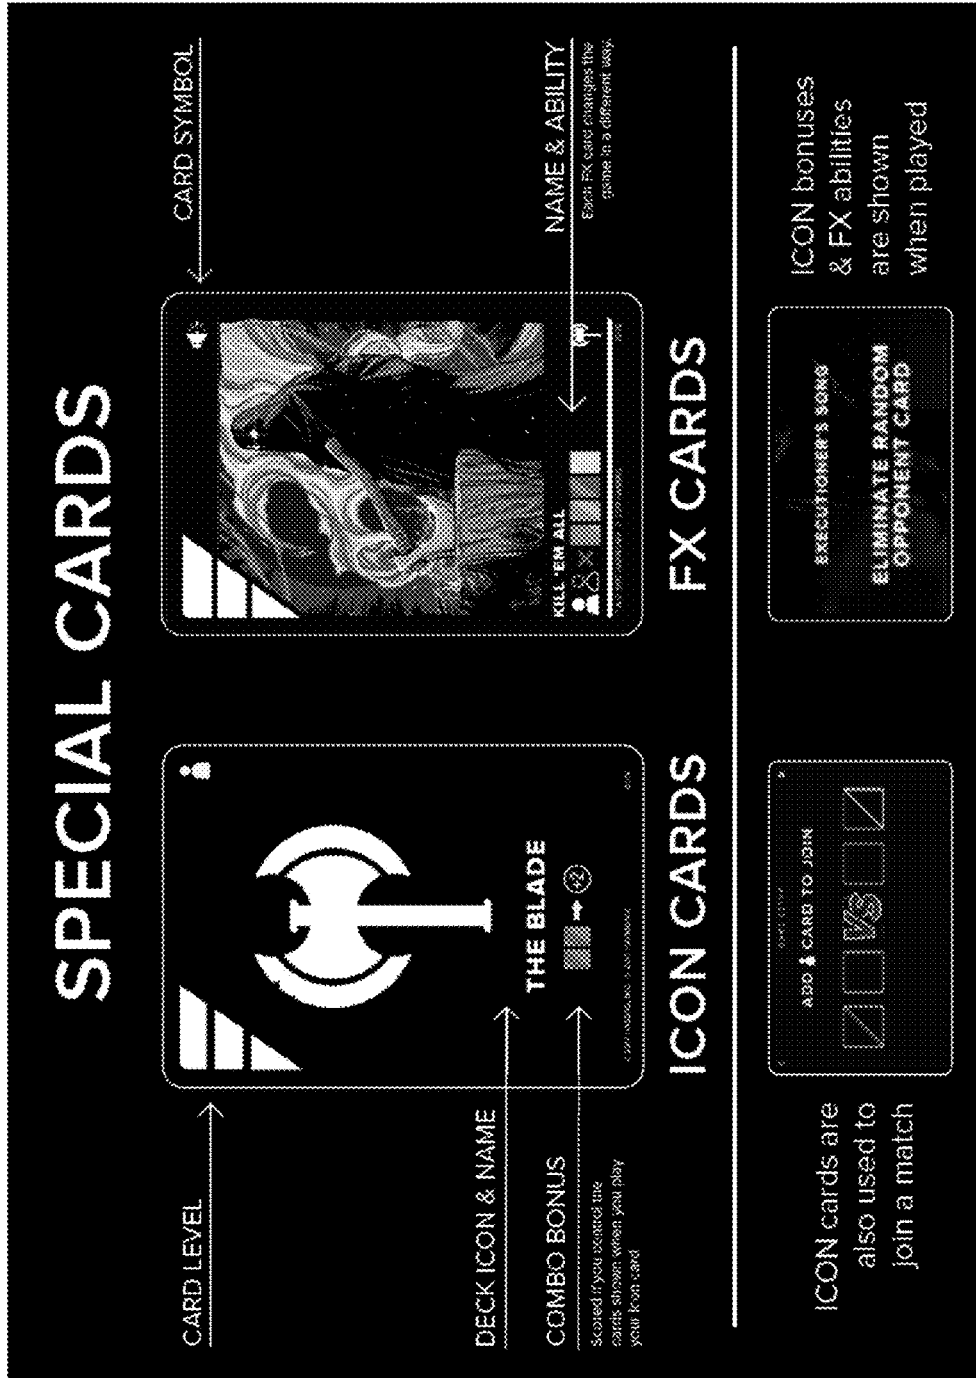 SPECIAL CARDS
CARD LEVEL
DECK ICON & NAME
COMBO BONUS
Scored if you control the
cards shown when you play
your Icon card
THE BLADE
+2
ICON CARDS
CARD SYMBOL
NAME & ABILITY
Each FX card changes the
game in a different way.
KILL 'EM ALL
FX CARDS
ICON cards are
also used to
join a match
ADD CARD TO JOIN
VS
EXECUTIONER'S SONG
ELIMINATE RANDOM
OPPONENT CARD
ICON bonuses
& FX abilities
are shown
when played